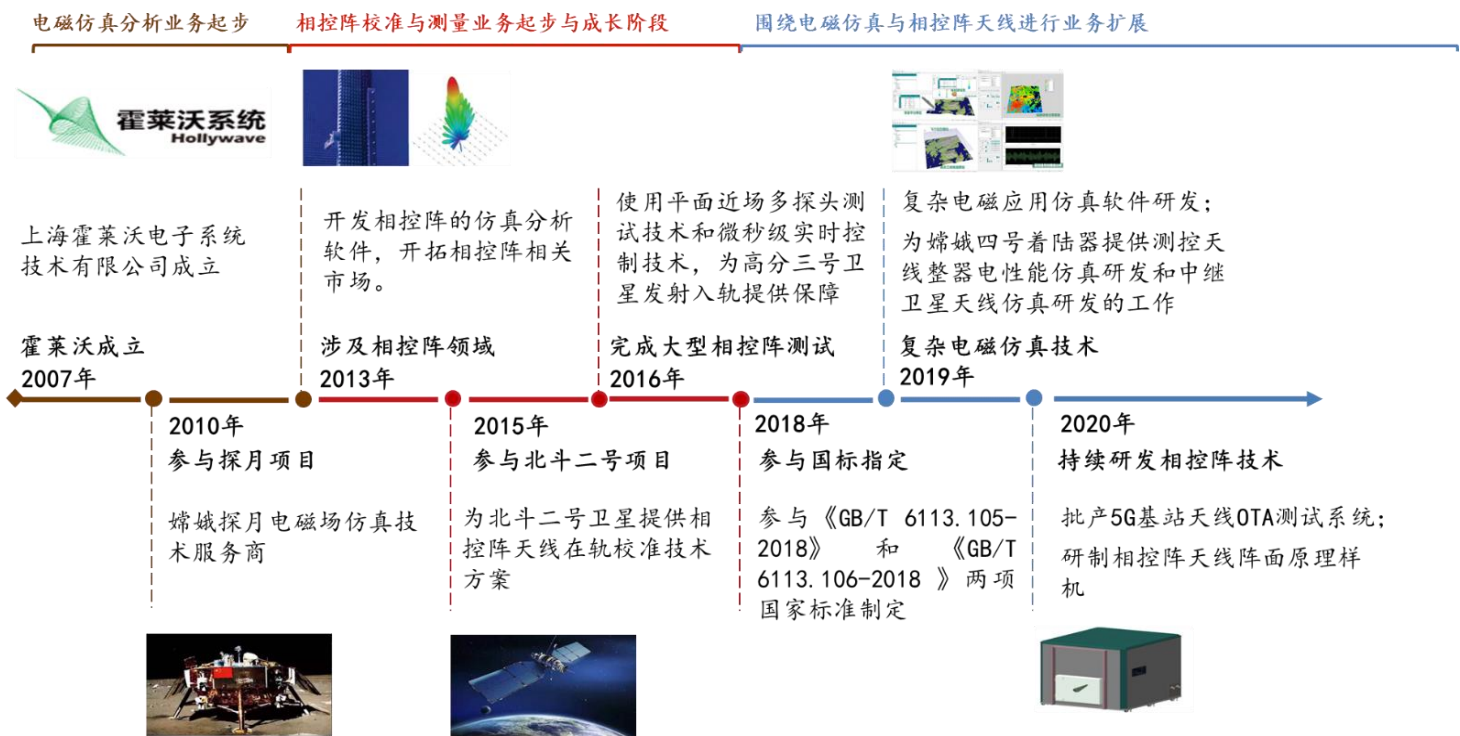 电磁仿真分析业务起步
相控阵校准与测量业务起步与成长阶段
围绕电磁仿真与相控阵天线进行业务扩展
霍莱沃系统
Hollywave
上海霍莱沃电子系统
技术有限公司成立
霍莱沃成立
2007年
开发相控阵的仿真分析
软件，开拓相控阵相关
市场。
涉及相控阵领域
2013年
使用平面近场多探头测
试技术和微秒级实时控
制技术，为高分三号卫
星发射入轨提供保障
完成大型相控阵测试
2016年
复杂电磁应用仿真软件研发；
为嫦娥四号着陆器提供测控天
线整器电性能仿真研发和中继
卫星天线仿真研发的工作
复杂电磁仿真技术
2019年
2010年
参与探月项目
嫦娥探月电磁场仿真技
术服务商
2015年
参与北斗二号项目
为北斗二号卫星提供相
控阵天线在轨校准技术
方案
2018年
参与国标指定
参与《GB/T 6113.105-
2018》 和 《GB/T
6113.106-2018 》两项
国家标准制定
2020年
持续研发相控阵技术
批产5G基站天线OTA测试系统；
研制相控阵天线阵面原理样
机